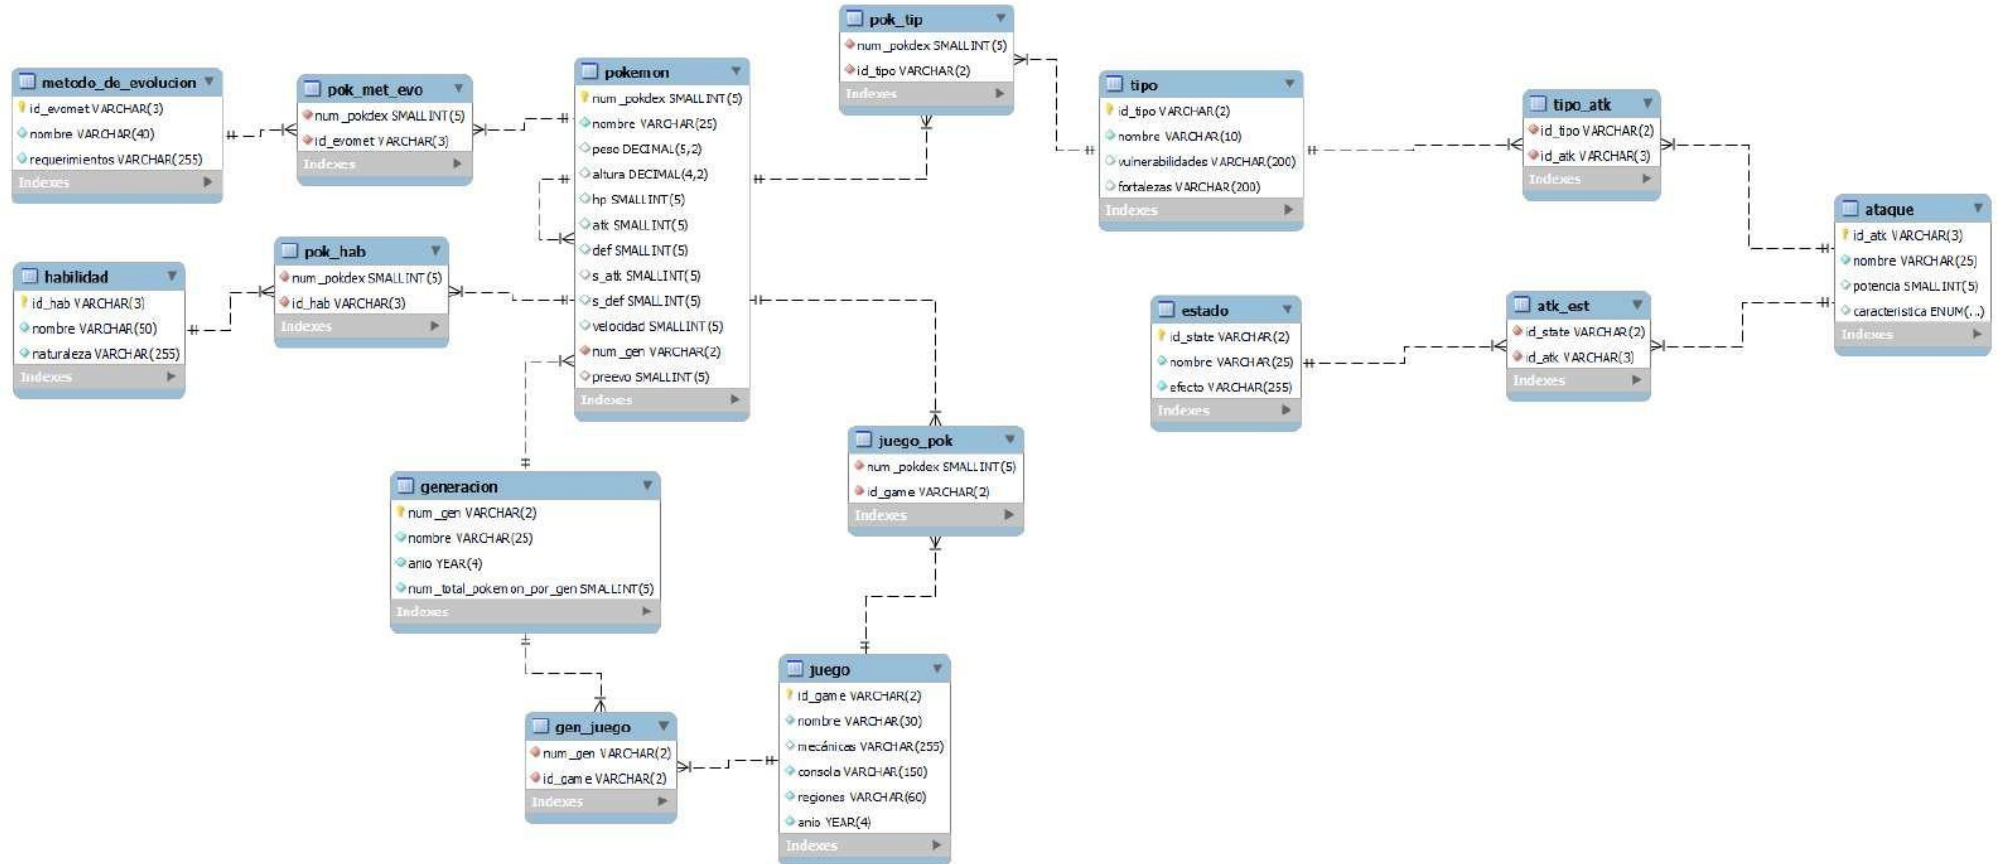 metodo_de_evolucion
id_evomet VARCHAR(3)
nombre VARCHAR(40)
requerimientos VARCHAR(255)
Indexes
pok_met_evo
num_pokdex SMALLINT(5)
id_evomet VARCHAR(3)
Indexes
pokemon
num_pokdex SMALLINT(5)
nombre VARCHAR(25)
peso DECIMAL(5,2)
altura DECIMAL(4,2)
hp SMALLINT(5)
atk SMALLINT(5)
def SMALLINT(5)
s_atk SMALLINT(5)
s_def SMALLINT(5)
velocidad SMALLINT(5)
num_gen VARCHAR(2)
preevo SMALLINT(5)
Indexes
pok_tip
num_pokdex SMALLINT(5)
id_tipo VARCHAR(2)
Indexes
tipo
id_tipo VARCHAR(2)
nombre VARCHAR(10)
vulnerabilidades VARCHAR(200)
fortalezas VARCHAR(200)
Indexes
tipo_atk
id_tipo VARCHAR(2)
id_atk VARCHAR(3)
Indexes
ataque
id_atk VARCHAR(3)
nombre VARCHAR(25)
potencia SMALLINT(5)
caracteristica ENUM(...)
Indexes
habilidad
id_hab VARCHAR(3)
nombre VARCHAR(50)
naturaleza VARCHAR(255)
Indexes
pok_hab
num_pokdex SMALLINT(5)
id_hab VARCHAR(3)
Indexes
estado
id_state VARCHAR(2)
nombre VARCHAR(25)
efecto VARCHAR(255)
Indexes
atk_est
id_state VARCHAR(2)
id_atk VARCHAR(3)
Indexes
generacion
num_gen VARCHAR(2)
nombre VARCHAR(25)
anio YEAR(4)
num_total_pokemon_por_gen SMALLINT(5)
Indexes
juego_pok
num_pokdex SMALLINT(5)
id_game VARCHAR(2)
Indexes
gen_juego
num_gen VARCHAR(2)
id_game VARCHAR(2)
Indexes
juego
id_game VARCHAR(2)
nombre VARCHAR(30)
mecánicas VARCHAR(255)
consola VARCHAR(150)
regiones VARCHAR(60)
anio YEAR(4)
Indexes